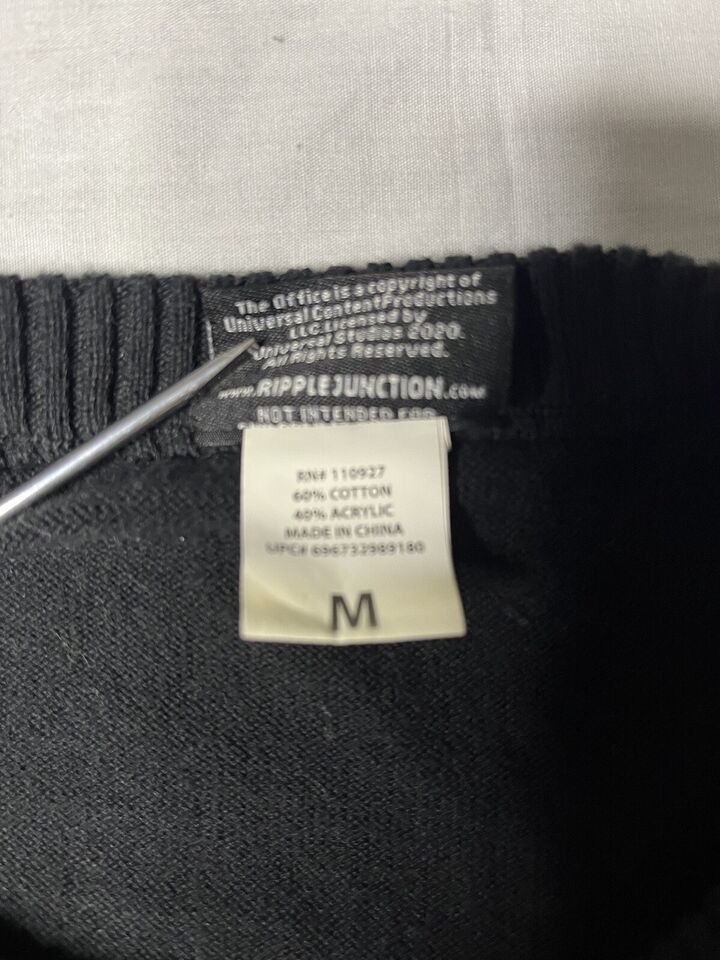 The Office is a copyright of
Universal Content Productions
LLC. Licensed by
Universal Studios 2020.
All Rights Reserved.
www.RIPPLEJUNCTION.com
NOT INTENDED FOR
RN# 110927
60% COTTON
40% ACRYLIC
MADE IN CHINA
UPC# 696732989180
M